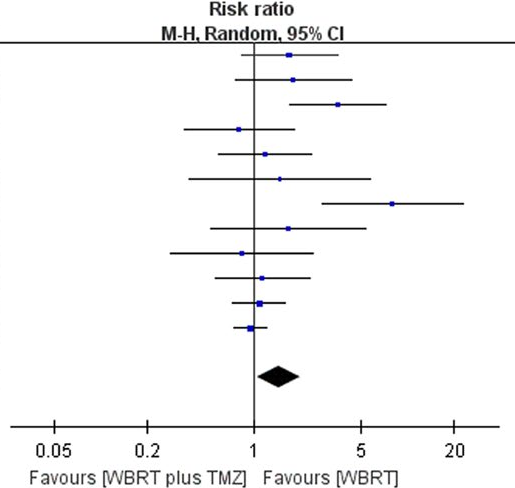 Risk ratio
M-H, Random, 95% CI
0.05 0.2 1 5 20
Favours [WBRT plus TMZ] Favours [WBRT]